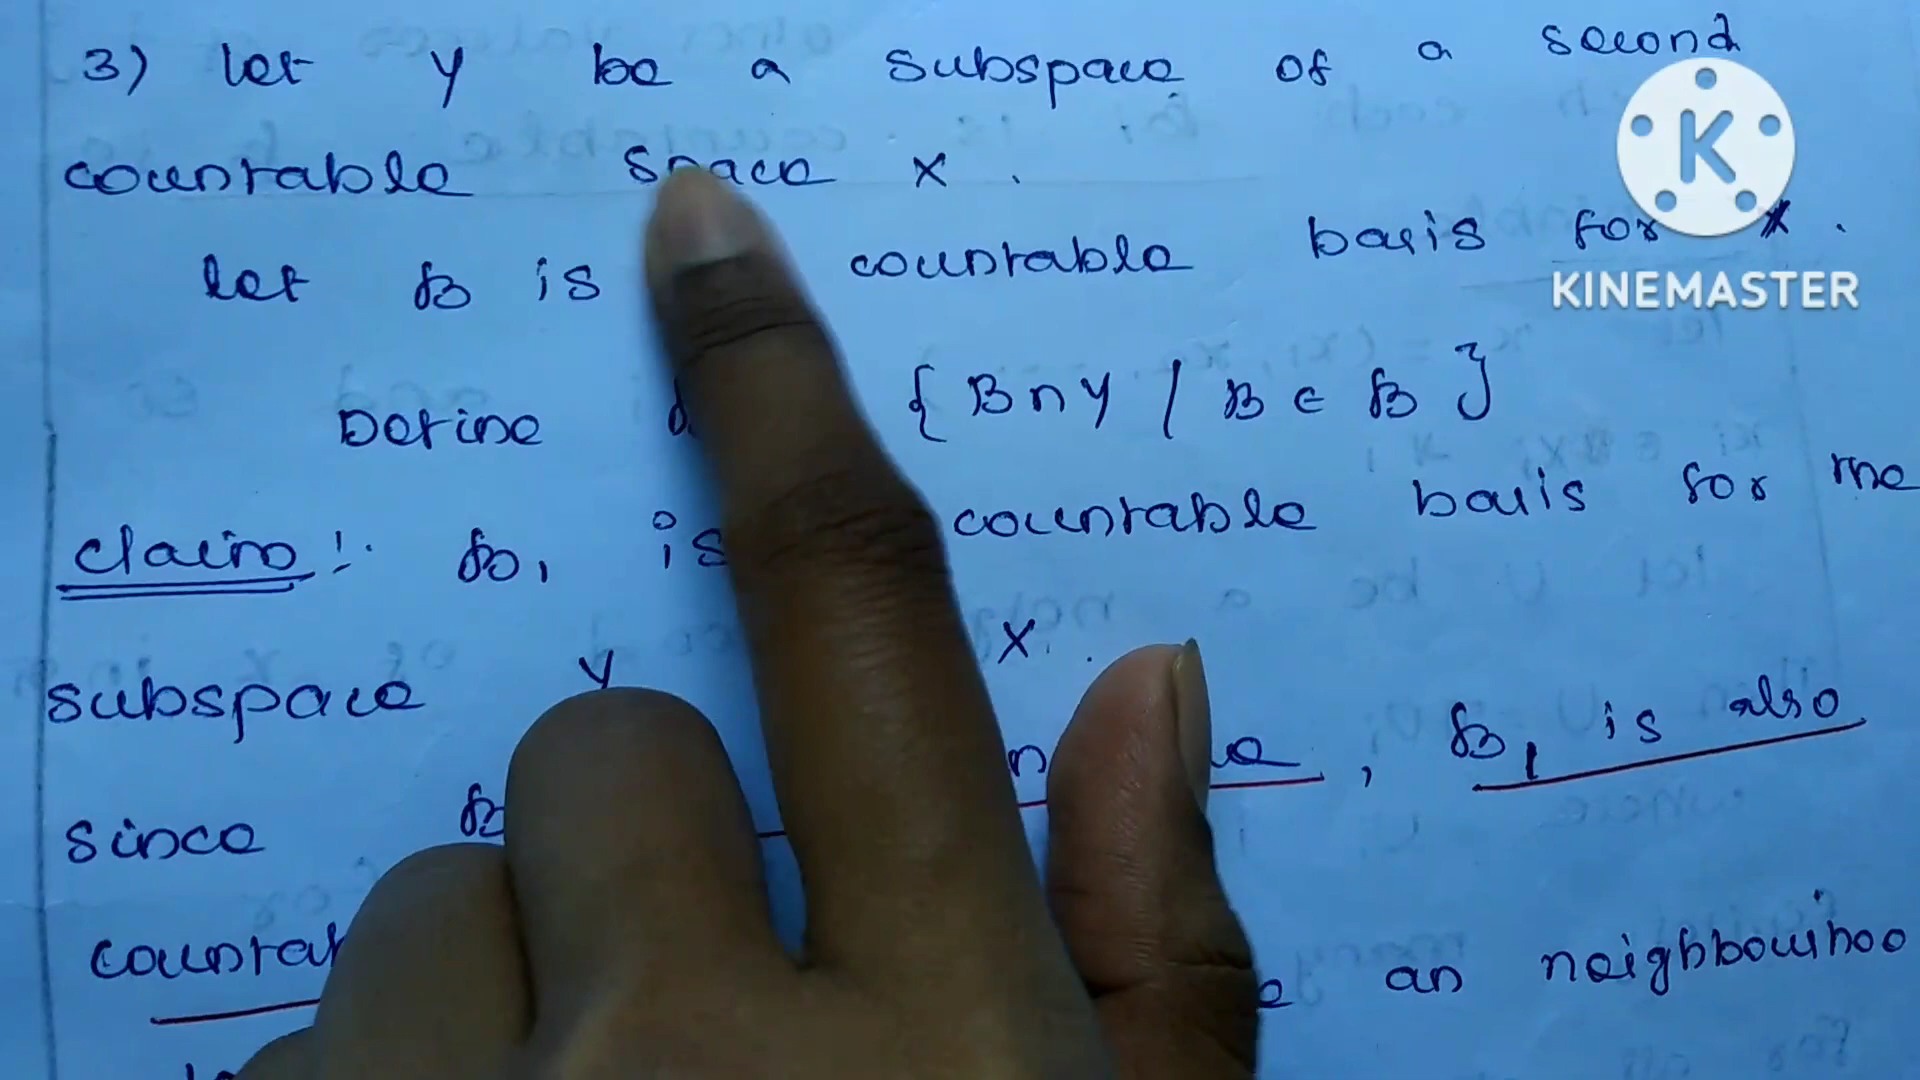 3) let y be a subspace of a second
countable space x .
let B is countable basis for x .
Define { B n y / B ∈ B }
claim :- B1 is countable basis for the
subspace y x .
since B , B1 is also
an neighbourhoo
K
KINEMASTER